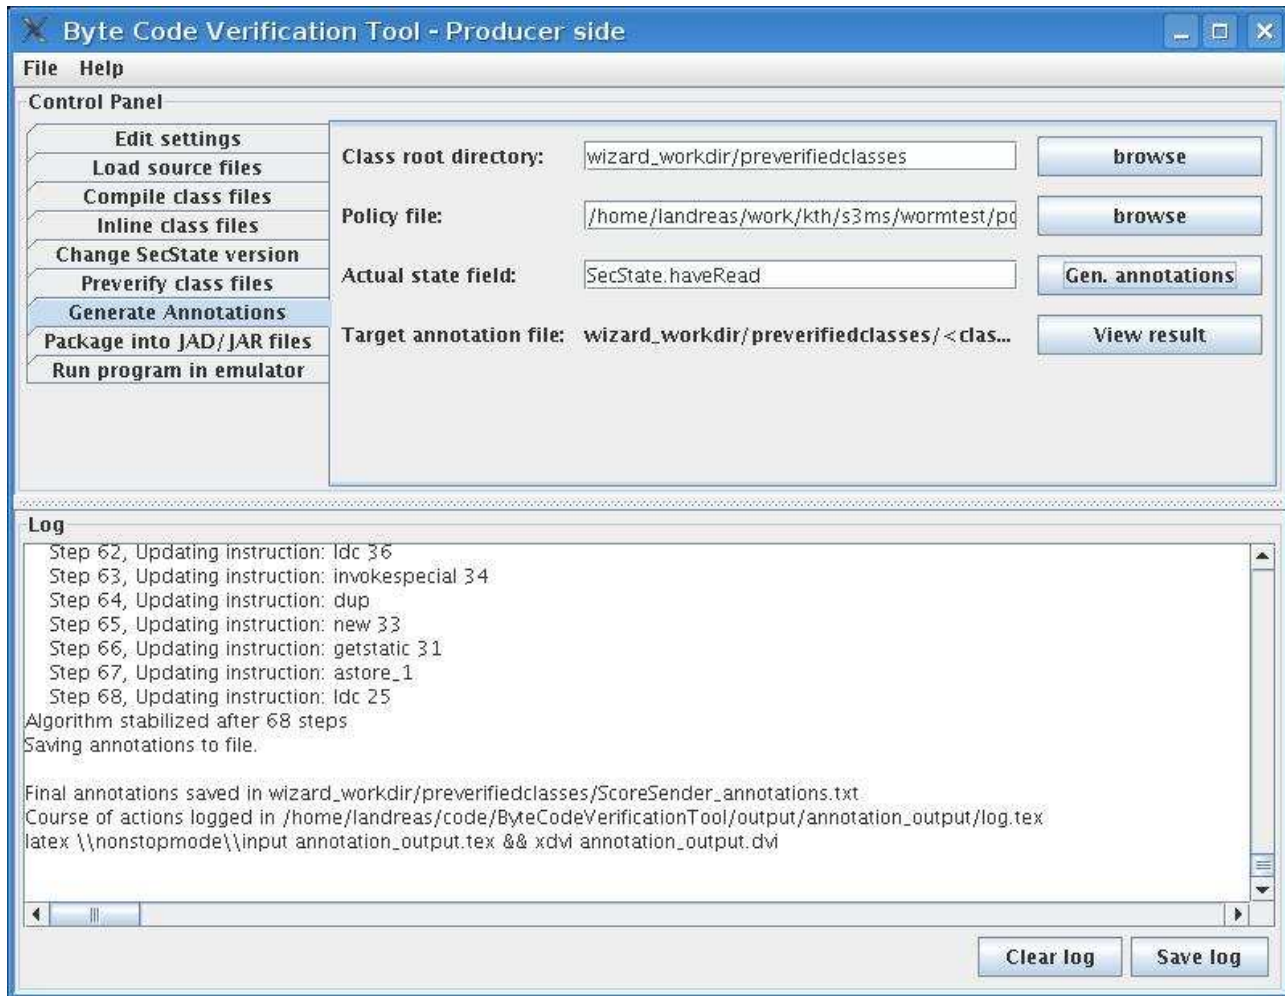 Byte Code Verification Tool - Producer side
File Help
Control Panel
Edit settings
Load source files
Compile class files
Inline class files
Change SecState version
Preverify class files
Generate Annotations
Package into JAD/JAR files
Run program in emulator
Class root directory: wizard_workdir/preverifiedclasses browse
Policy file: /home/landreas/work/kth/s3ms/wormtest/po browse
Actual state field: SecState.haveRead Gen. annotations
Target annotation file: wizard_workdir/preverifiedclasses/<clas... View result
Log
Step 62, Updating instruction: ldc 36
Step 63, Updating instruction: invokespecial 34
Step 64, Updating instruction: dup
Step 65, Updating instruction: new 33
Step 66, Updating instruction: getstatic 31
Step 67, Updating instruction: astore_1
Step 68, Updating instruction: ldc 25
Algorithm stabilized after 68 steps
Saving annotations to file.
Final annotations saved in wizard_workdir/preverifiedclasses/ScoreSender_annotations.txt
Course of actions logged in /home/landreas/code/ByteCodeVerificationTool/output/annotation_output/log.tex
latex \\nonstopmode\\input annotation_output.tex && xdvi annotation_output.dvi
Clear log Save log